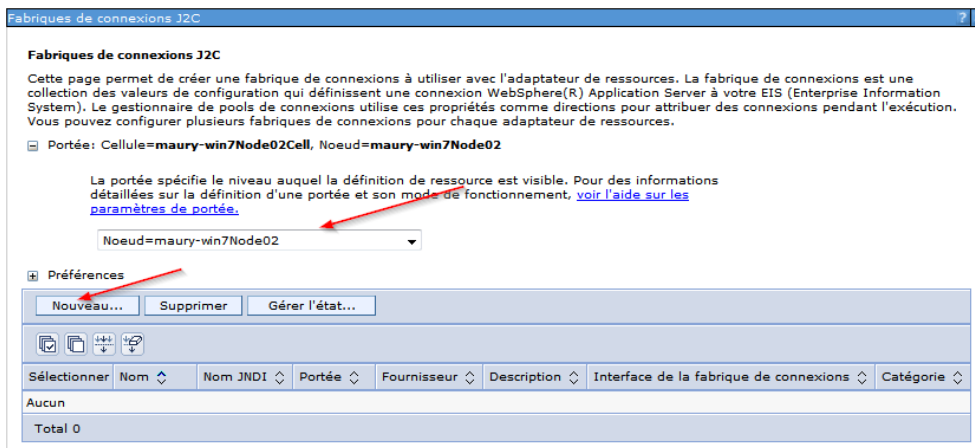 Fabriques de connexions J2C
?
Fabriques de connexions J2C
Cette page permet de créer une fabrique de connexions à utiliser avec l'adaptateur de ressources. La fabrique de connexions est une
collection des valeurs de configuration qui définissent une connexion WebSphere(R) Application Server à votre EIS (Enterprise Information
System). Le gestionnaire de pools de connexions utilise ces propriétés comme directions pour attribuer des connexions pendant l'exécution.
Vous pouvez configurer plusieurs fabriques de connexions pour chaque adaptateur de ressources.
Portée: Cellule=maury-win7Node02Cell, Noeud=maury-win7Node02
La portée spécifie le niveau auquel la définition de ressource est visible. Pour des informations
détaillées sur la définition d'une portée et son mode de fonctionnement, voir l'aide sur les
paramètres de portée.
Noeud=maury-win7Node02
Préférences
Nouveau... Supprimer Gérer l'état...
Sélectionner Nom Nom JNDI Portée Fournisseur Description Interface de la fabrique de connexions Catégorie
Aucun
Total 0